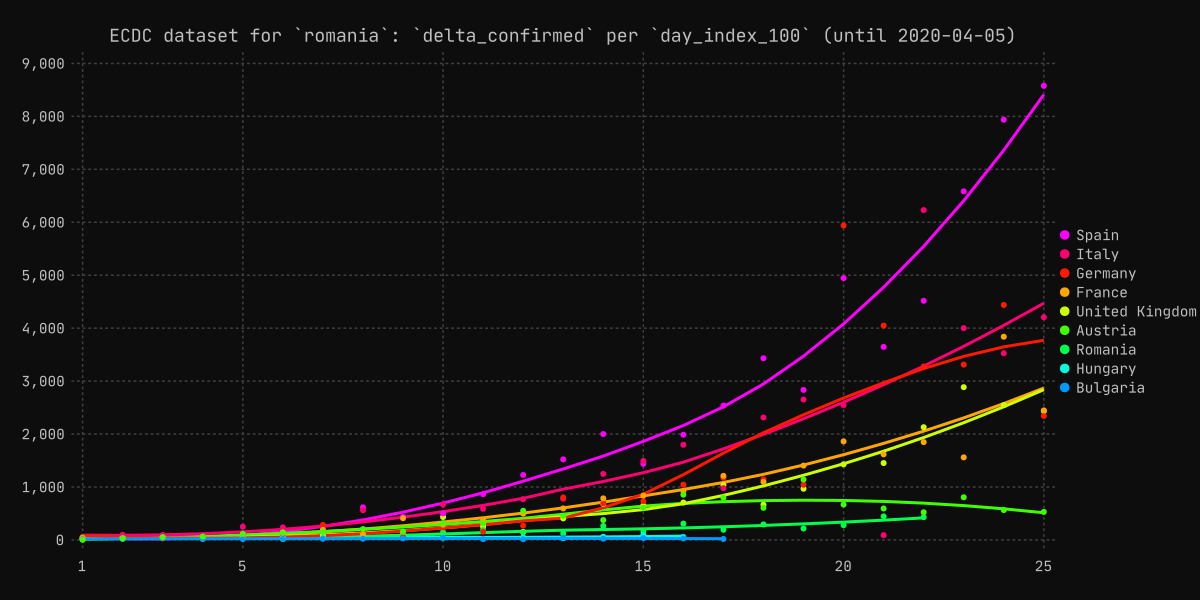 ECDC dataset for `romania`: `delta_confirmed` per `day_index_100` (until 2020-04-05)
9,000
8,000
7,000
6,000
5,000
4,000
3,000
2,000
1,000
0
1 5 10 15 20 25
Spain
Italy
Germany
France
United Kingdom
Austria
Romania
Hungary
Bulgaria